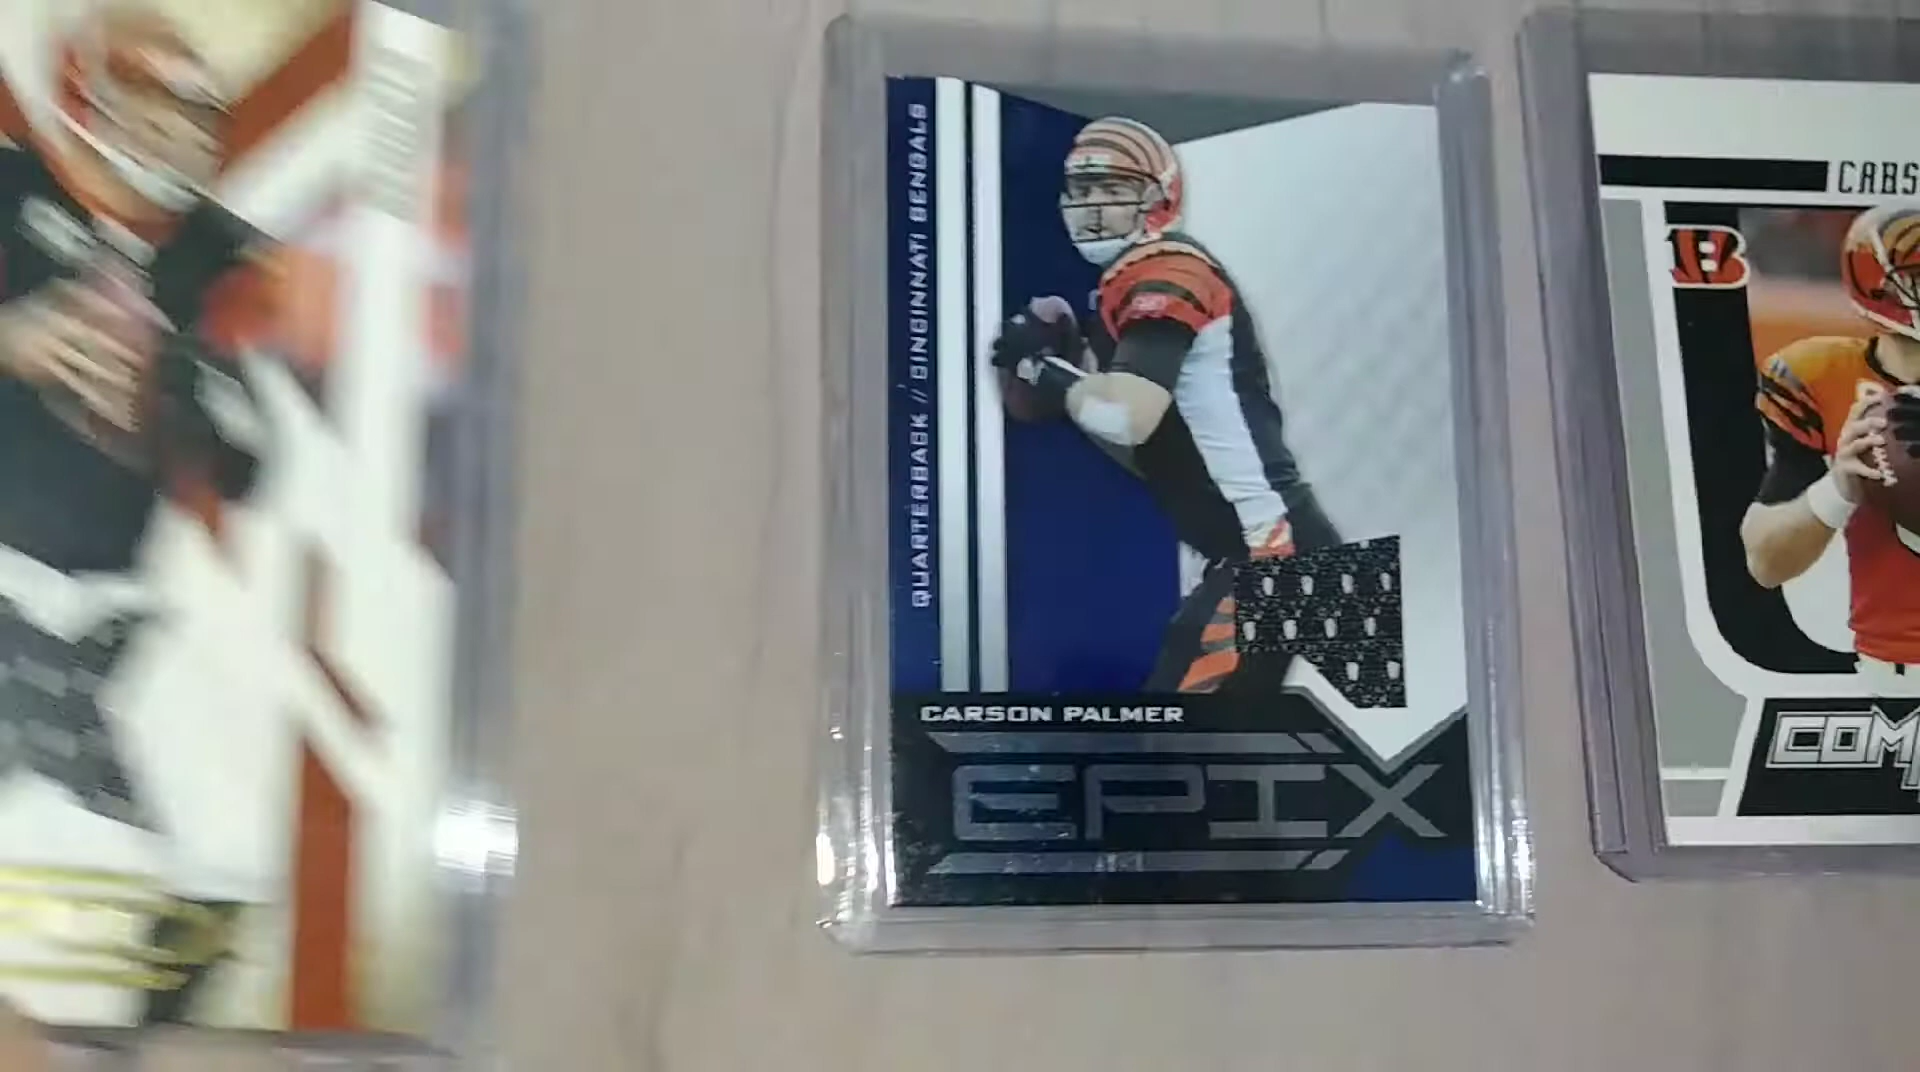 QUARTERBACK // CINCINNATI BENGALS
CARSON PALMER
EPIX
CARS
B
COM